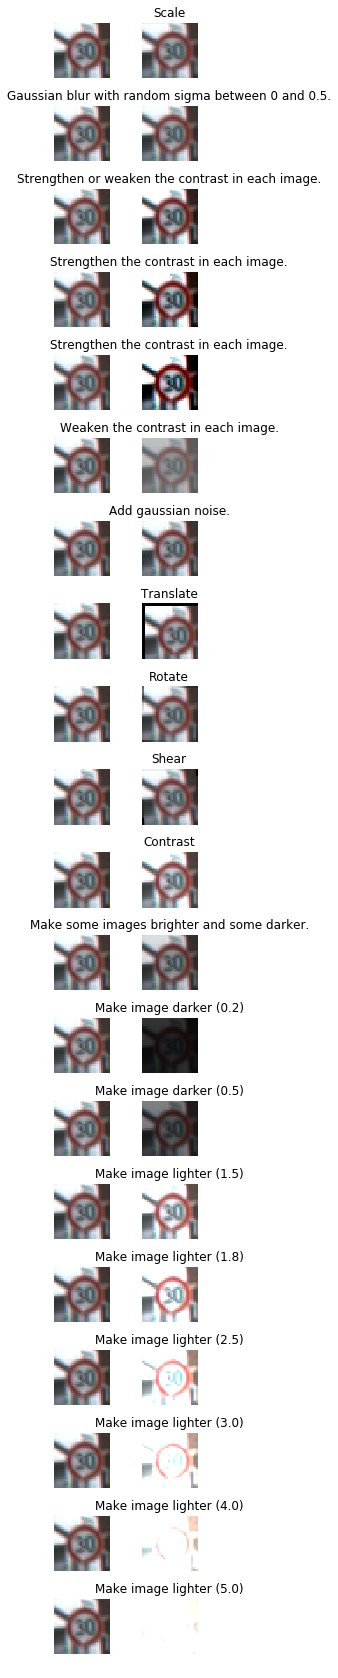 Scale
30 30
Gaussian blur with random sigma between 0 and 0.5.
30 30
Strengthen or weaken the contrast in each image.
30 30
Strengthen the contrast in each image.
30 30
Strengthen the contrast in each image.
30 30
Weaken the contrast in each image.
30 30
Add gaussian noise.
30 30
Translate
30 30
Rotate
30 30
Shear
30 30
Contrast
30 30
Make some images brighter and some darker.
30 30
Make image darker (0.2)
30 30
Make image darker (0.5)
30 30
Make image lighter (1.5)
30 30
Make image lighter (1.8)
30 30
Make image lighter (2.5)
30 30
Make image lighter (3.0)
30 30
Make image lighter (4.0)
30
Make image lighter (5.0)
30